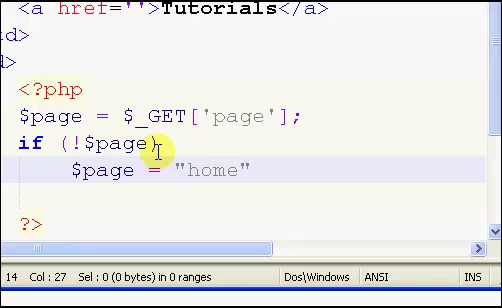 <a href=''>Tutorials</a>
d>
>
<?php
$page = $_GET['page'];
if (!$page)
$page = "home"
?>
14 Col : 27 Sel : 0 (0 bytes) in 0 ranges Dos\Windows ANSI INS